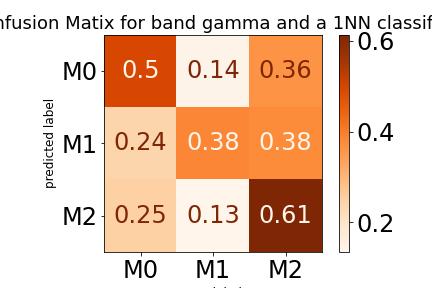 nfusion Matix for band gamma and a 1NN classif
0.6
M0 0.5 0.14 0.36
predicted label
M1 0.24 0.38 0.38
0.4
M2 0.25 0.13 0.61
0.2
M0 M1 M2